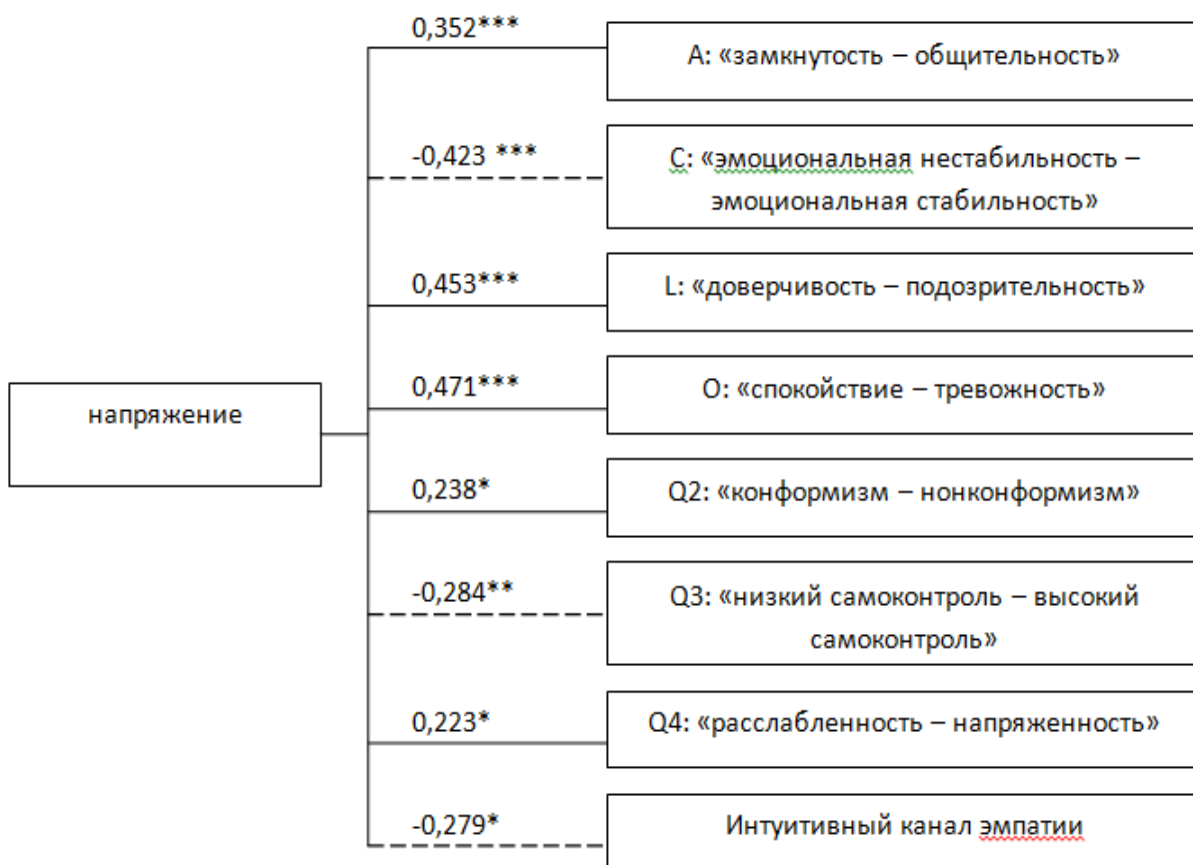 0,352***
А: «замкнутость – общительность»
-0,423 ***
С: «эмоциональная нестабильность –
эмоциональная стабильность»
0,453***
L: «доверчивость – подозрительность»
0,471***
О: «спокойствие – тревожность»
напряжение
0,238*
Q2: «конформизм – нонконформизм»
-0,284**
Q3: «низкий самоконтроль – высокий
самоконтроль»
0,223*
Q4: «расслабленность – напряженность»
-0,279*
Интуитивный канал эмпатии